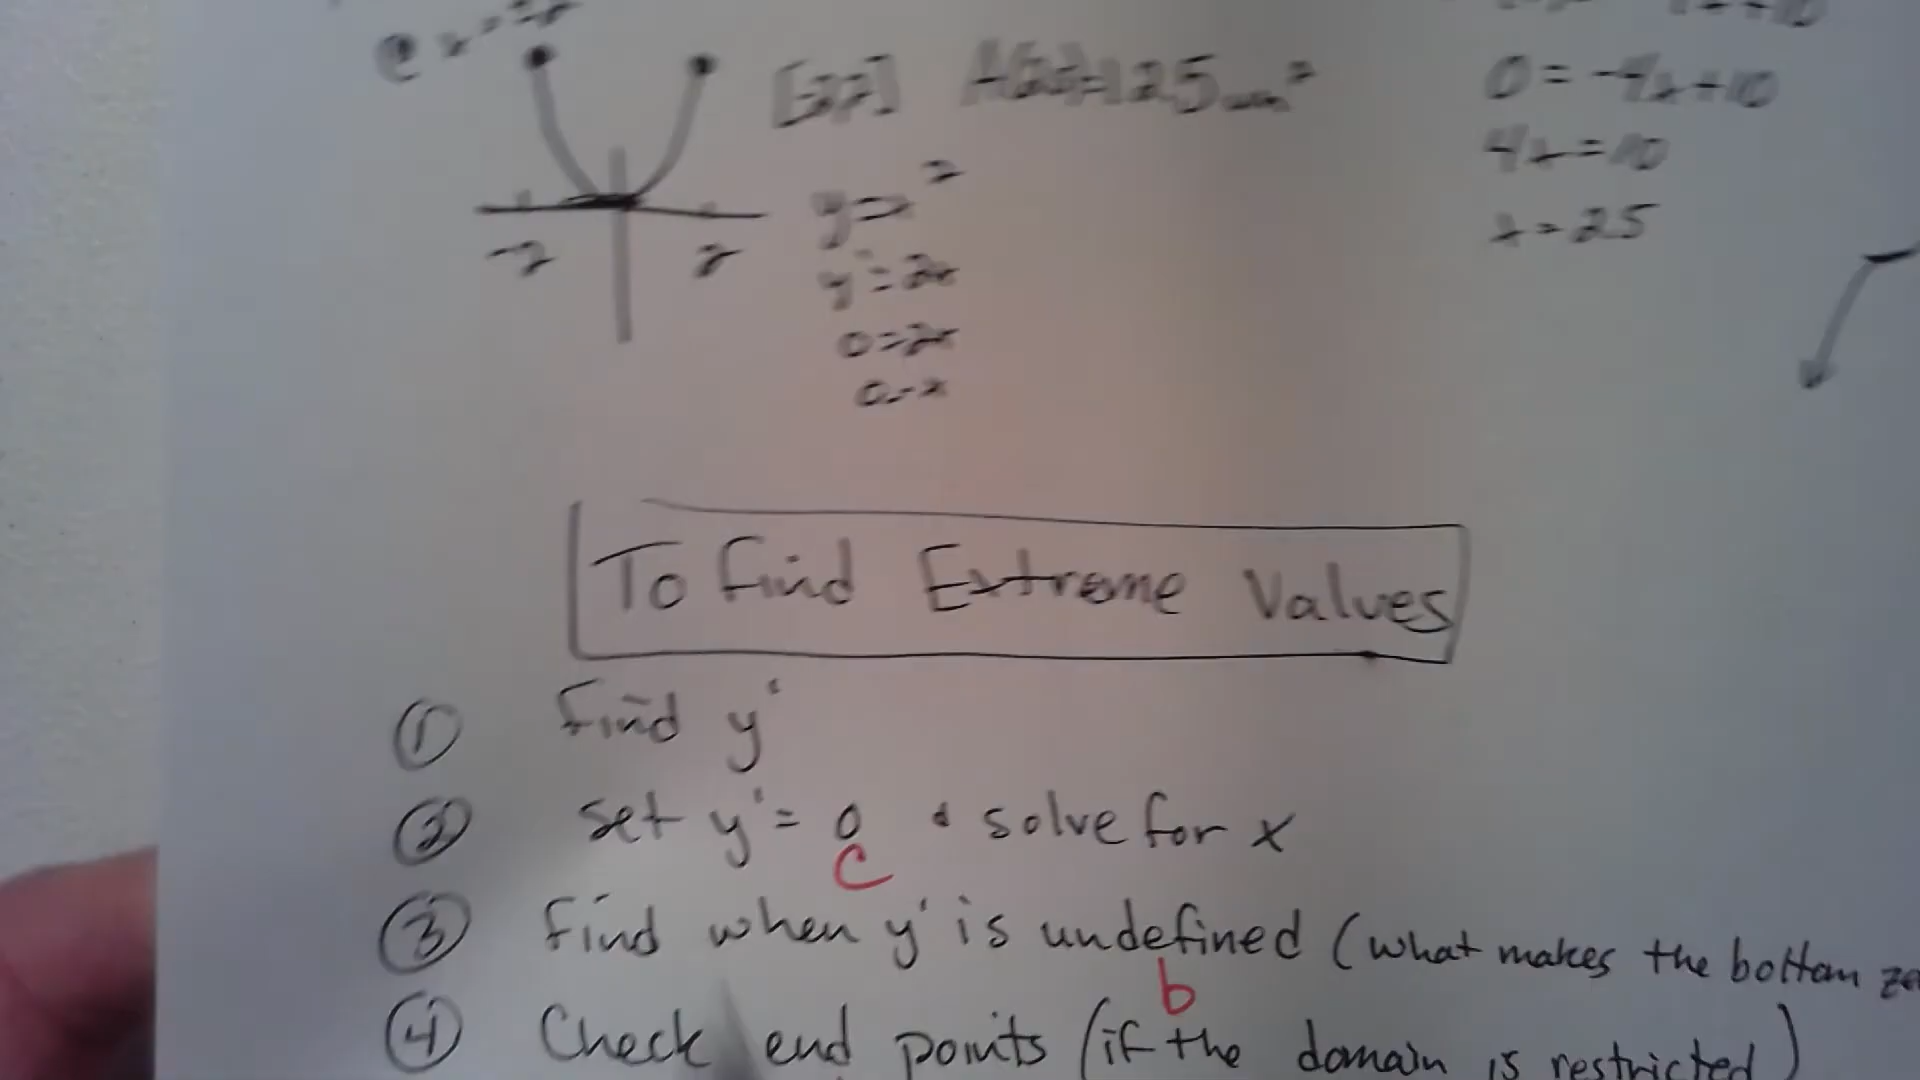 [-2,2]
0 = -4x+10
4x = 10
y = x²
x = 2.5
-2 2
y' = 2x
0 = 2x
0 = x
To Find Extreme Values
① Find y'
② set y' = 0 & solve for x
c
③ Find when y' is undefined (what makes the bottom
b
④ Check end points (if the domain is restricted)